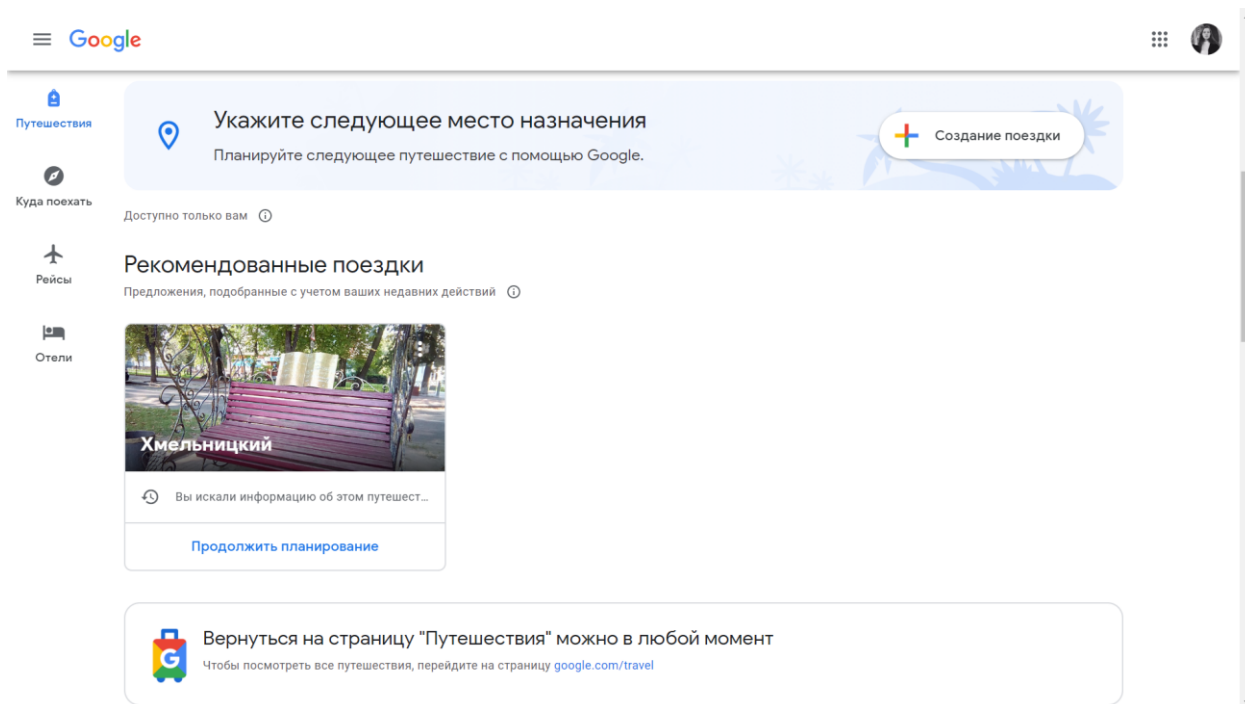 Google
Путешествия
Куда поехать
Рейсы
Отели
Укажите следующее место назначения
Планируйте следующее путешествие с помощью Google.
Создание поездки
Доступно только вам
Рекомендованные поездки
Предложения, подобранные с учетом ваших недавних действий
Хмельницкий
Вы искали информацию об этом путешест...
Продолжить планирование
G
Вернуться на страницу "Путешествия" можно в любой момент
Чтобы посмотреть все путешествия, перейдите на страницу google.com/travel